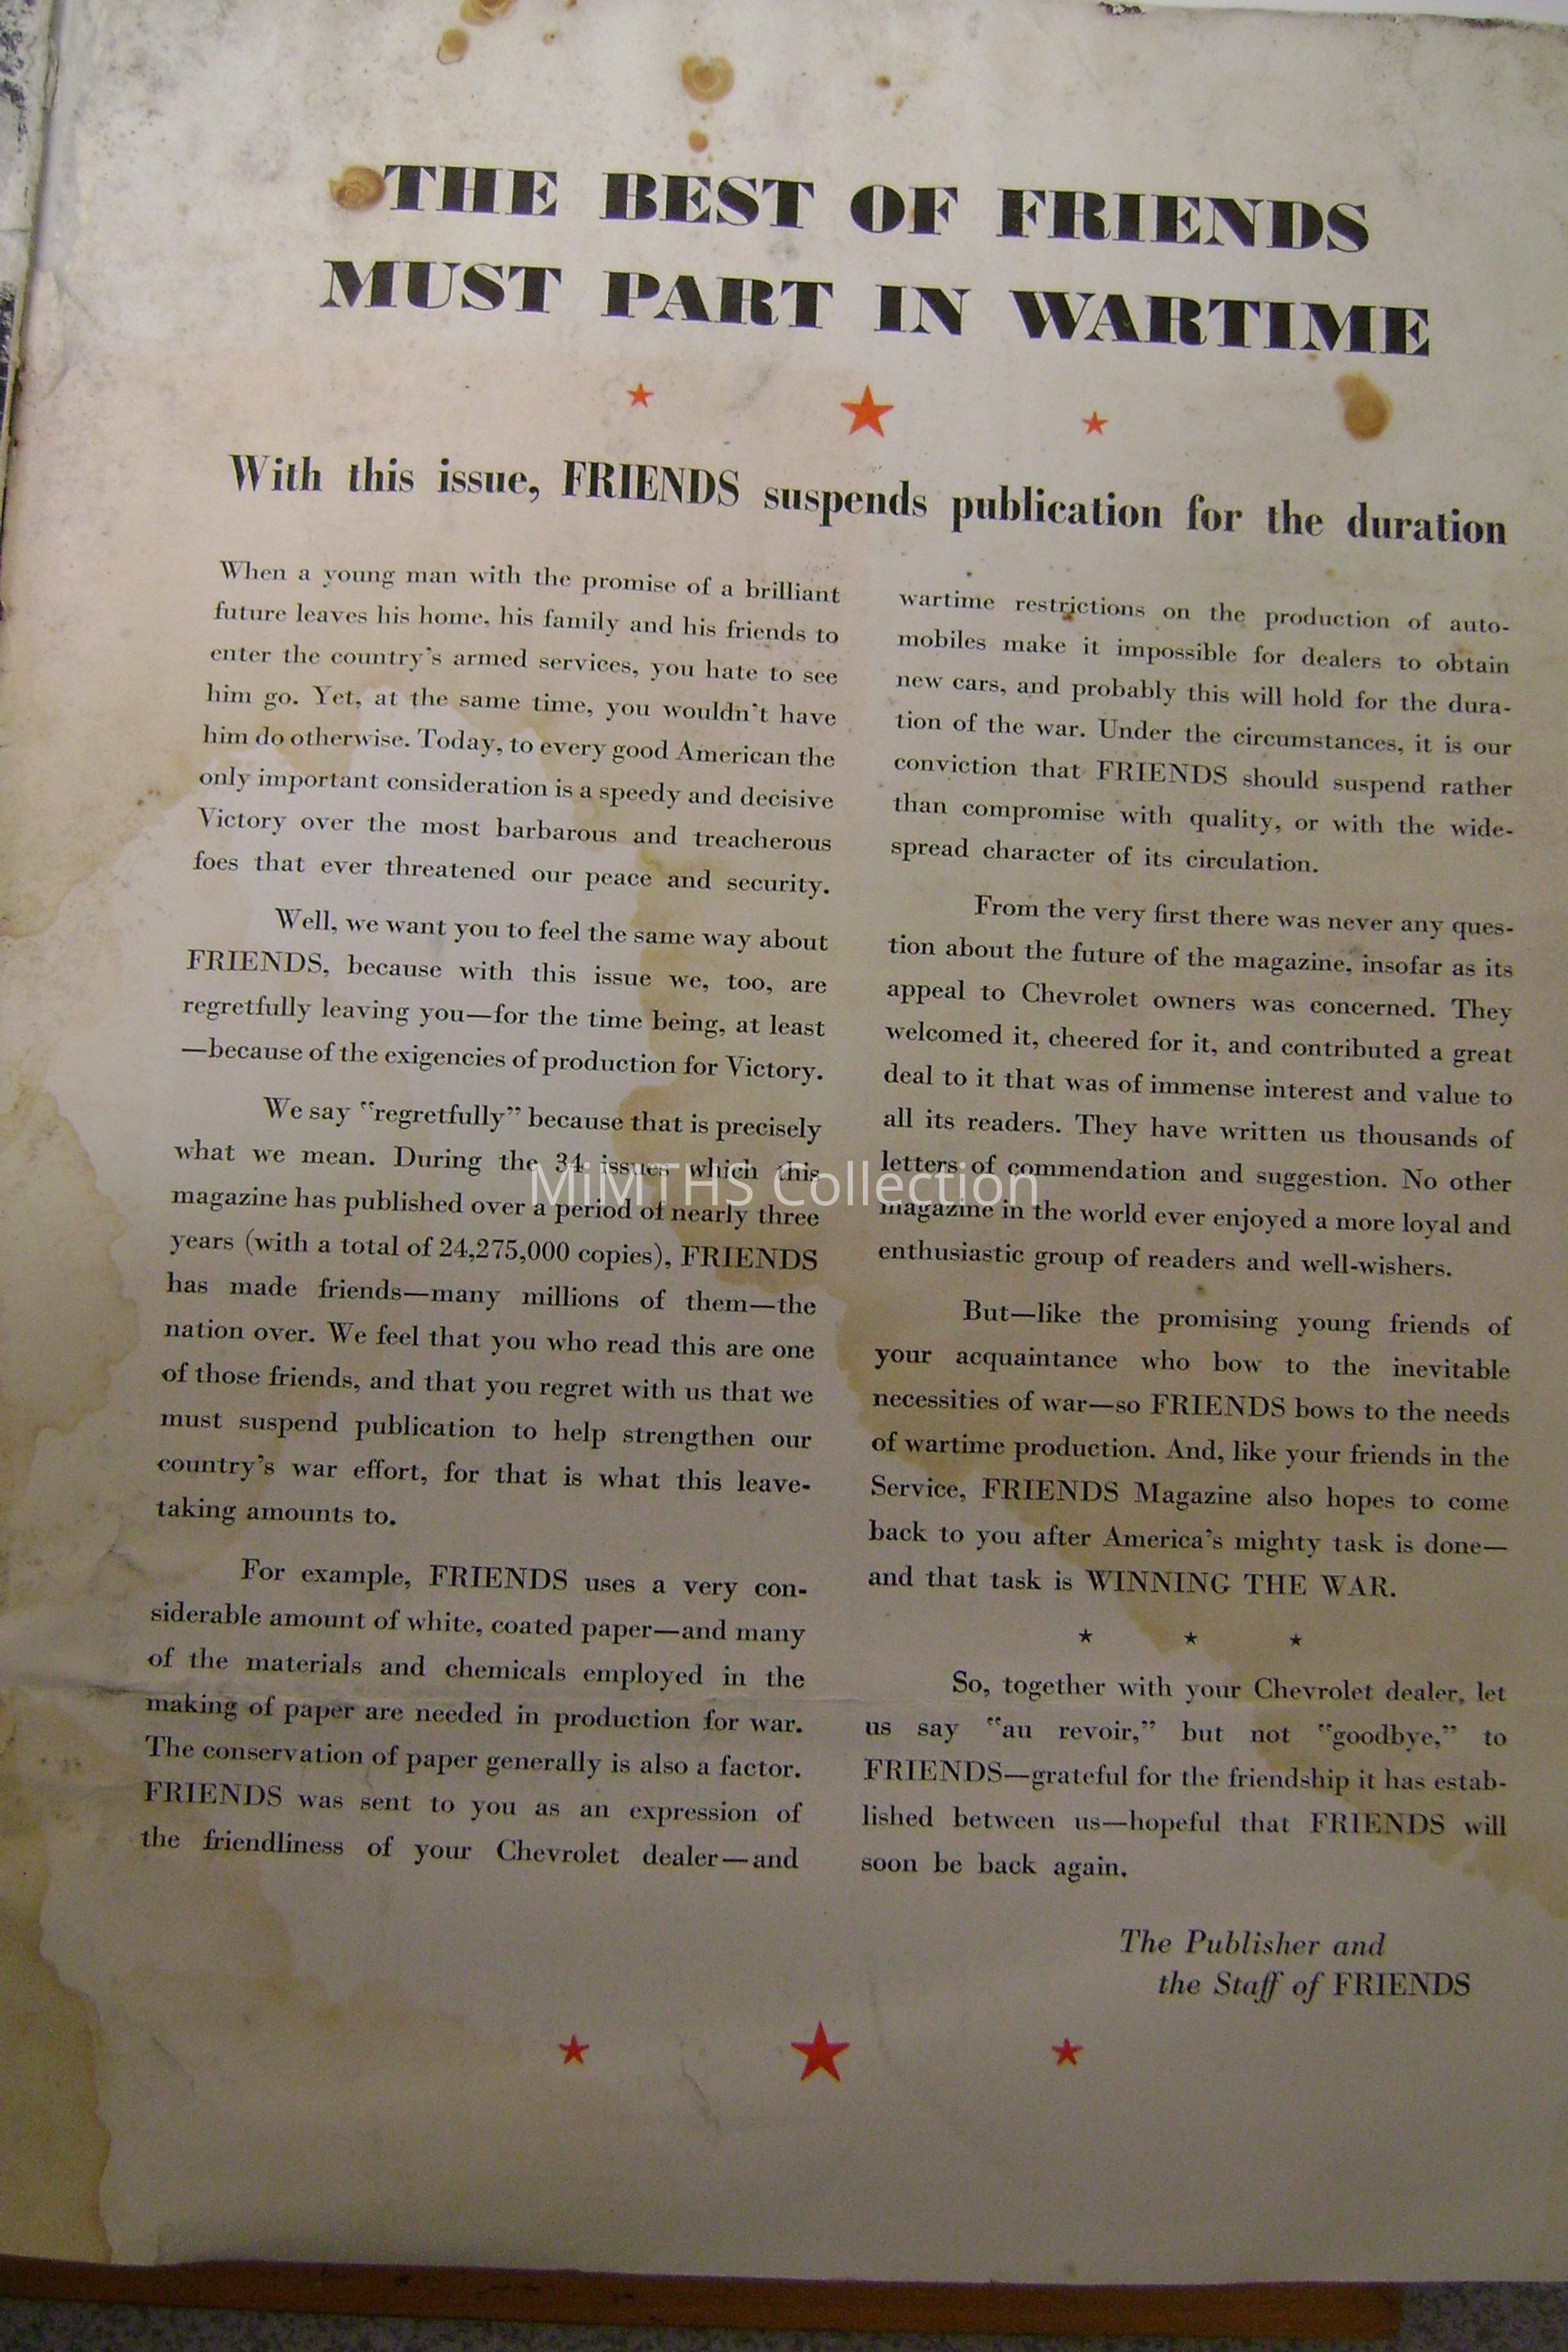 THE BEST OF FRIENDS
MUST PART IN WARTIME
With this issue, FRIENDS suspends publication for the duration
When a young man with the promise of a brilliant
future leaves his home, his family and his friends to
enter the country's armed services, you hate to see
him go. Yet, at the same time, you wouldn't have
him do otherwise. Today, to every good American the
only important consideration is a speedy and decisive
Victory over the most barbarous and treacherous
foes that ever threatened our peace and security.
Well, we want you to feel the same way about
FRIENDS, because with this issue we, too, are
regretfully leaving you—for the time being, at least
—because of the exigencies of production for Victory.
We say "regretfully" because that is precisely
what we mean. During the 34 issues which this
magazine has published over a period of nearly three
years (with a total of 24,275,000 copies), FRIENDS
has made friends—many millions of them—the
nation over. We feel that you who read this are one
of those friends, and that you regret with us that we
must suspend publication to help strengthen our
country's war effort, for that is what this leave-
taking amounts to.
For example, FRIENDS uses a very con-
siderable amount of white, coated paper—and many
of the materials and chemicals employed in the
making of paper are needed in production for war.
The conservation of paper generally is also a factor.
FRIENDS was sent to you as an expression of
the friendliness of your Chevrolet dealer—and
wartime restrictions on the production of auto-
mobiles make it impossible for dealers to obtain
new cars, and probably this will hold for the dura-
tion of the war. Under the circumstances, it is our
conviction that FRIENDS should suspend rather
than compromise with quality, or with the wide-
spread character of its circulation.
From the very first there was never any ques-
tion about the future of the magazine, insofar as its
appeal to Chevrolet owners was concerned. They
welcomed it, cheered for it, and contributed a great
deal to it that was of immense interest and value to
all its readers. They have written us thousands of
letters of commendation and suggestion. No other
magazine in the world ever enjoyed a more loyal and
enthusiastic group of readers and well-wishers.
But—like the promising young friends of
your acquaintance who bow to the inevitable
necessities of war—so FRIENDS bows to the needs
of wartime production. And, like your friends in the
Service, FRIENDS Magazine also hopes to come
back to you after America's mighty task is done—
and that task is WINNING THE WAR.
So, together with your Chevrolet dealer, let
us say "au revoir," but not "goodbye," to
FRIENDS—grateful for the friendship it has estab-
lished between us—hopeful that FRIENDS will
soon be back again.
The Publisher and
the Staff of FRIENDS
MiMTHS Collection